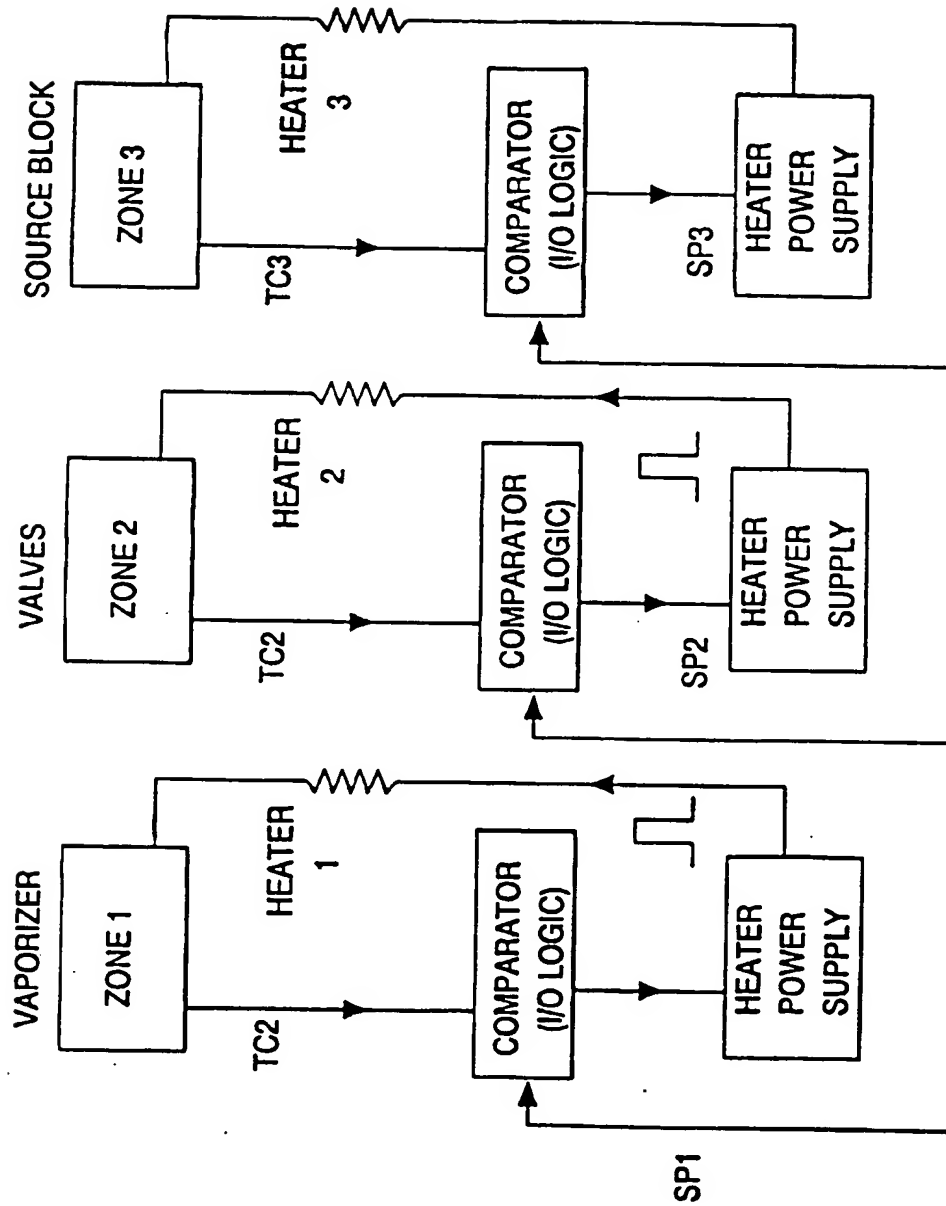 VAPORIZER
ZONE 1
TC2
HEATER
1
COMPARATOR
(I/O LOGIC)
SP1
HEATER
POWER
SUPPLY
VALVES
ZONE 2
TC2
HEATER
2
COMPARATOR
(I/O LOGIC)
SP2
HEATER
POWER
SUPPLY
SOURCE BLOCK
ZONE 3
TC3
HEATER
3
COMPARATOR
(I/O LOGIC)
SP3
HEATER
POWER
SUPPLY